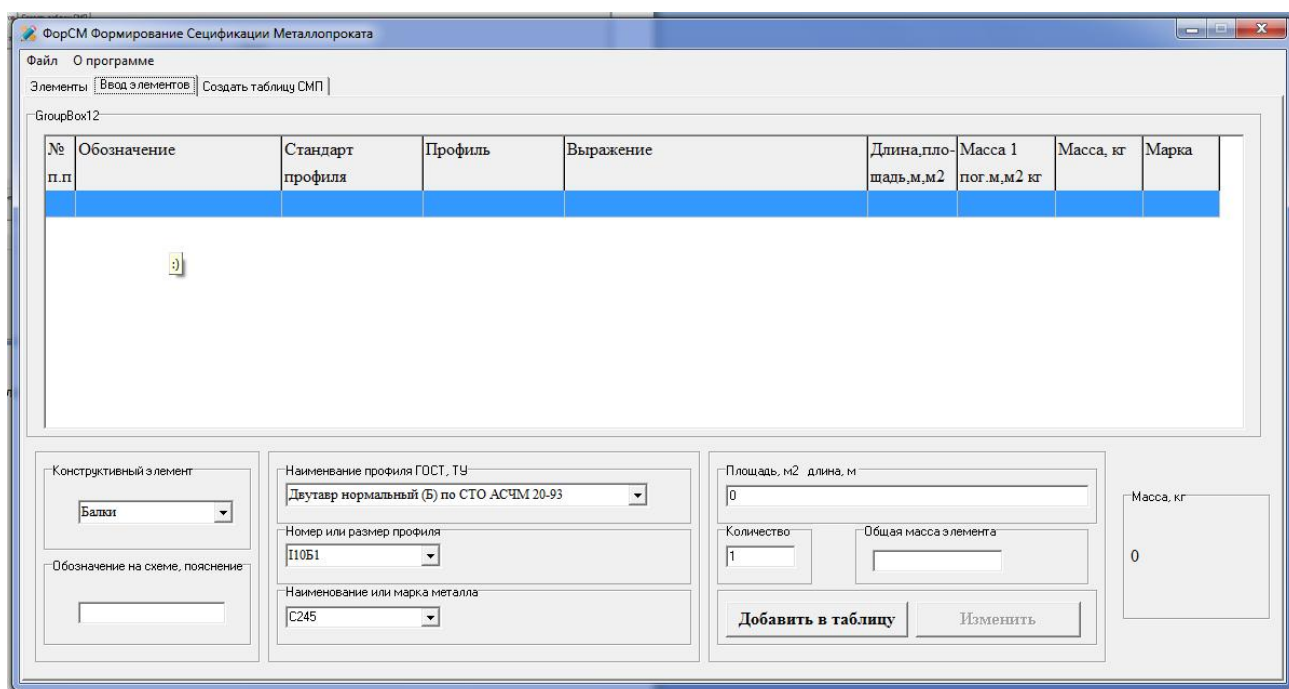 ФорСМ Формирование Сецификации Металлопроката
Файл О программе
Элементы Ввод элементов Создать таблицу СМП
GroupBox12
№ п.п Обозначение Стандарт профиля Профиль Выражение Длина,пло-щадь,м,м2 Масса 1 пог.м,м2 кг Масса, кг Марка
:)
Конструктивный элемент
Балки
Обозначение на схеме, пояснение
Наименвание профиля ГОСТ, ТУ
Двутавр нормальный (Б) по СТО АСЧМ 20-93
Номер или размер профиля
I10Б1
Наименование или марка металла
С245
Площадь, м2 длина, м
0
Количество
1
Общая масса элемента
Добавить в таблицу Изменить
Масса, кг
0